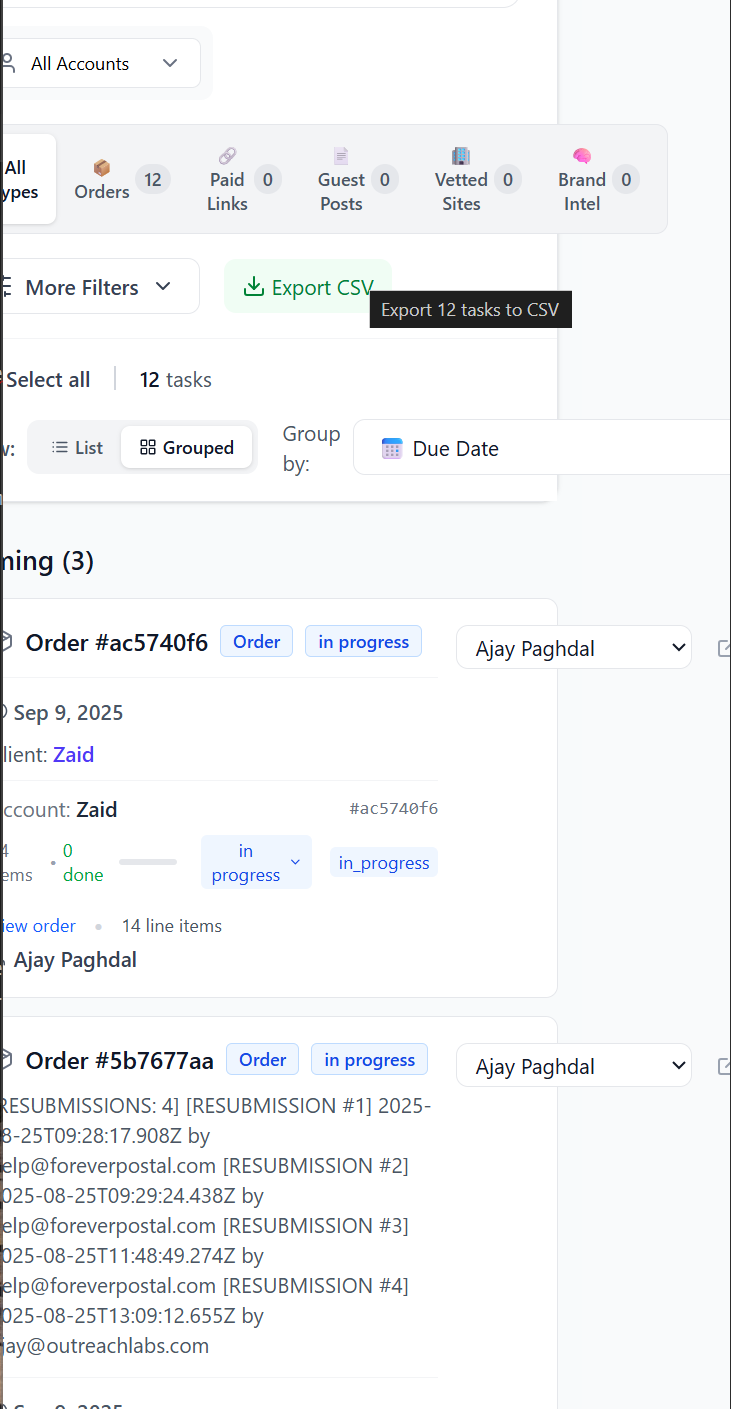 All Accounts
All
ypes
Orders 12
Paid
Links 0
Guest
Posts 0
Vetted
Sites 0
Brand
Intel 0
More Filters
Export CSV
Export 12 tasks to CSV
Select all
12 tasks
w:
List
Grouped
Group
by:
Due Date
ming (3)
Order #ac5740f6 Order in progress Ajay Paghdal
Sep 9, 2025
lient: Zaid
ccount: Zaid #ac5740f6
4
ems
•
0
done
in
progress
in_progress
iew order • 14 line items
Ajay Paghdal
Order #5b7677aa Order in progress Ajay Paghdal
RESUBMISSIONS: 4] [RESUBMISSION #1] 2025-
8-25T09:28:17.908Z by
elp@foreverpostal.com [RESUBMISSION #2]
025-08-25T09:29:24.438Z by
elp@foreverpostal.com [RESUBMISSION #3]
025-08-25T11:48:49.274Z by
elp@foreverpostal.com [RESUBMISSION #4]
025-08-25T13:09:12.655Z by
jay@outreachlabs.com
Sep 9, 2025